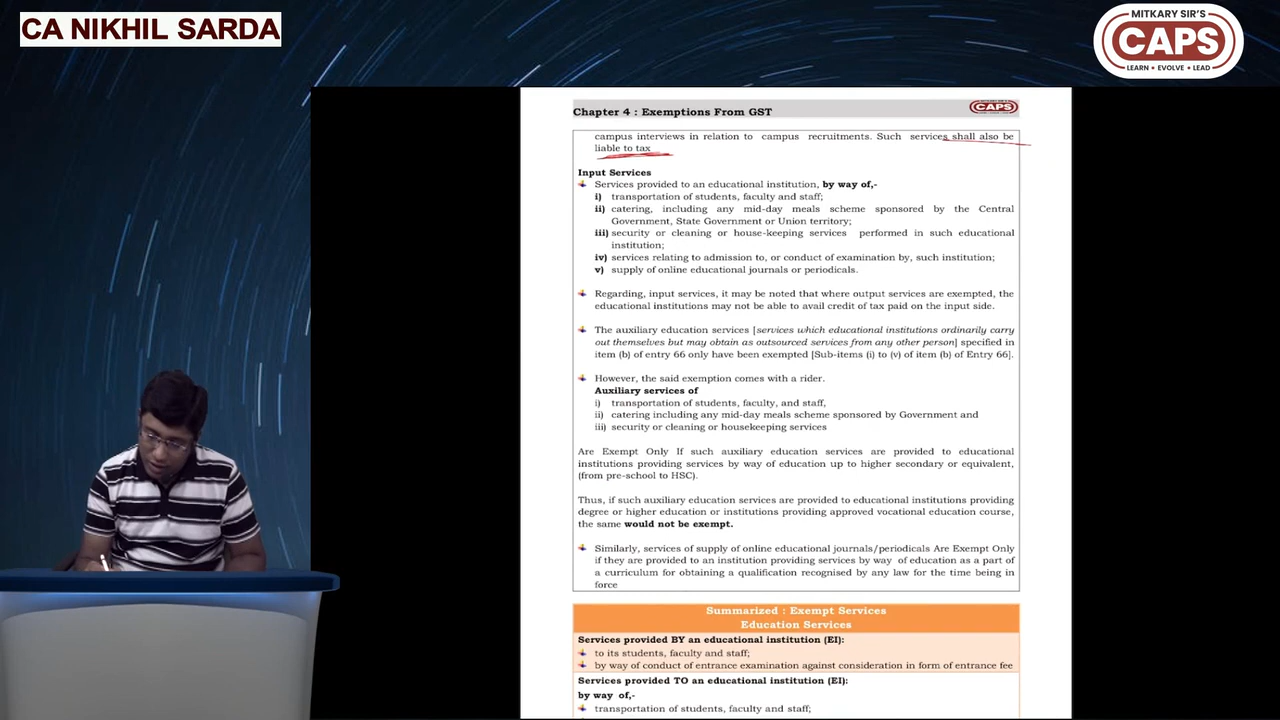 CA NIKHIL SARDA
MITKARY SIR'S
CAPS
LEARN • EVOLVE • LEAD
Chapter 4 : Exemptions From GST
CAPS
campus interviews in relation to campus recruitments. Such services shall also be
liable to tax
Input Services
Services provided to an educational institution, by way of,-
i) transportation of students, faculty and staff;
ii) catering, including any mid-day meals scheme sponsored by the Central
Government, State Government or Union territory;
iii) security or cleaning or house-keeping services performed in such educational
institution;
iv) services relating to admission to, or conduct of examination by, such institution;
v) supply of online educational journals or periodicals.
Regarding, input services, it may be noted that where output services are exempted, the
educational institutions may not be able to avail credit of tax paid on the input side.
The auxiliary education services [services which educational institutions ordinarily carry
out themselves but may obtain as outsourced services from any other person] specified in
item (b) of entry 66 only have been exempted [Sub-items (i) to (v) of item (b) of Entry 66].
However, the said exemption comes with a rider.
Auxiliary services of
i) transportation of students, faculty, and staff,
ii) catering including any mid-day meals scheme sponsored by Government and
iii) security or cleaning or housekeeping services
Are Exempt Only If such auxiliary education services are provided to educational
institutions providing services by way of education up to higher secondary or equivalent,
(from pre-school to HSC).
Thus, if such auxiliary education services are provided to educational institutions providing
degree or higher education or institutions providing approved vocational education course,
the same would not be exempt.
Similarly, services of supply of online educational journals/periodicals Are Exempt Only
if they are provided to an institution providing services by way of education as a part of
a curriculum for obtaining a qualification recognised by any law for the time being in
force
Summarized : Exempt Services
Education Services
Services provided BY an educational institution (EI):
to its students, faculty and staff;
by way of conduct of entrance examination against consideration in form of entrance fee
Services provided TO an educational institution (EI):
by way of,-
transportation of students, faculty and staff;